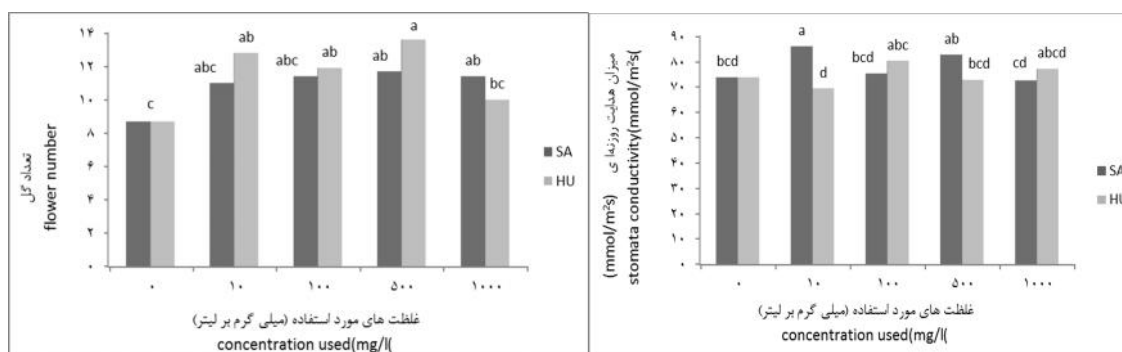 ۱۴
۱۲
۱۰
۸
۶
۴
۲
۰
تعداد گل
flower number
c
abc
ab
abc
ab
ab
a
ab
bc
SA
HU
۰
۱۰
۱۰۰
۵۰۰
۱۰۰۰
غلظت های مورد استفاده (میلی گرم بر لیتر)
concentration used(mg/l(
۹۰
۸۰
۷۰
۶۰
۵۰
۴۰
۳۰
۲۰
۱۰
۰
میزان هدایت روزنه‌ا ی
(mmol/m²s)
stomata conductivity(mmol/m²s(
bcd
a
d
bcd
abc
ab
bcd
cd
abcd
SA
HU
۰
۱۰
۱۰۰
۵۰۰
۱۰۰۰
غلظت های مورد استفاده (میلی گرم بر لیتر)
concentration used(mg/l(